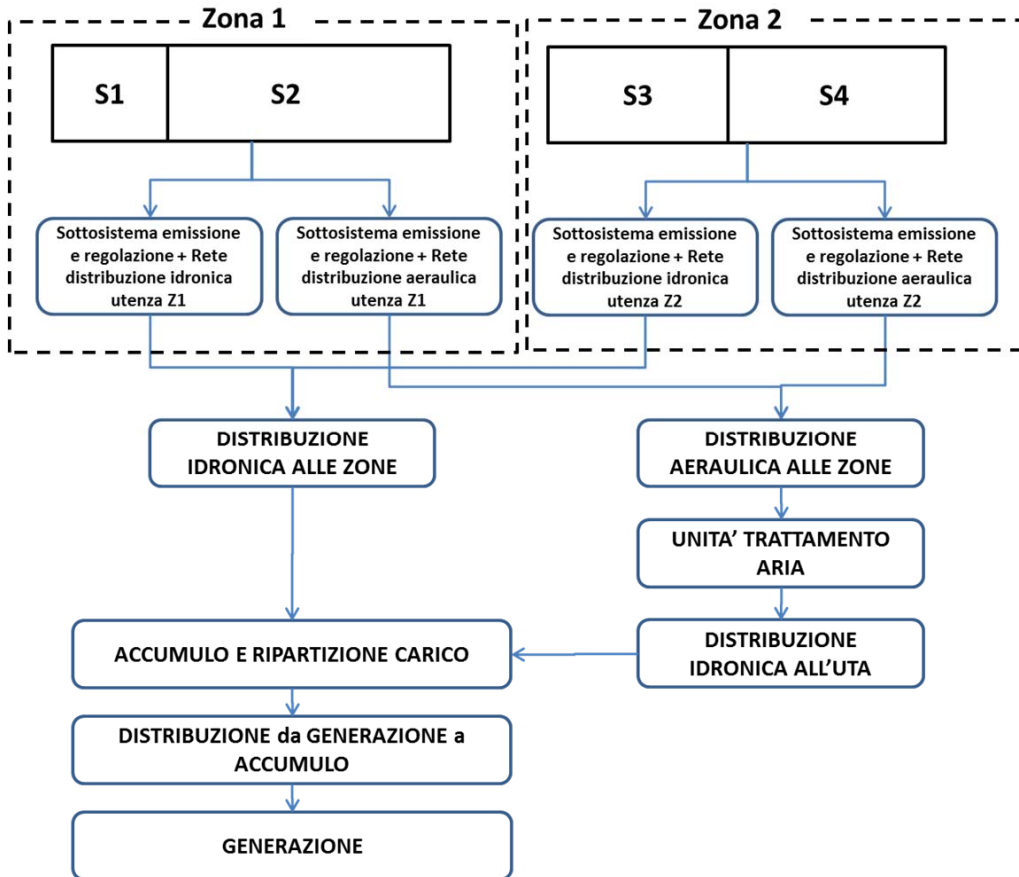 Zona 1
Zona 2
S1
S2
S3
S4
Sottosistema emissione
e regolazione + Rete
distribuzione idronica
utenza Z1
Sottosistema emissione
e regolazione + Rete
distribuzione aeraulica
utenza Z1
Sottosistema emissione
e regolazione + Rete
distribuzione idronica
utenza Z2
Sottosistema emissione
e regolazione + Rete
distribuzione aeraulica
utenza Z2
DISTRIBUZIONE
IDRONICA ALLE ZONE
DISTRIBUZIONE
AERAULICA ALLE ZONE
UNITA’ TRATTAMENTO
ARIA
ACCUMULO E RIPARTIZIONE CARICO
DISTRIBUZIONE
IDRONICA ALL’UTA
DISTRIBUZIONE da GENERAZIONE a
ACCUMULO
GENERAZIONE